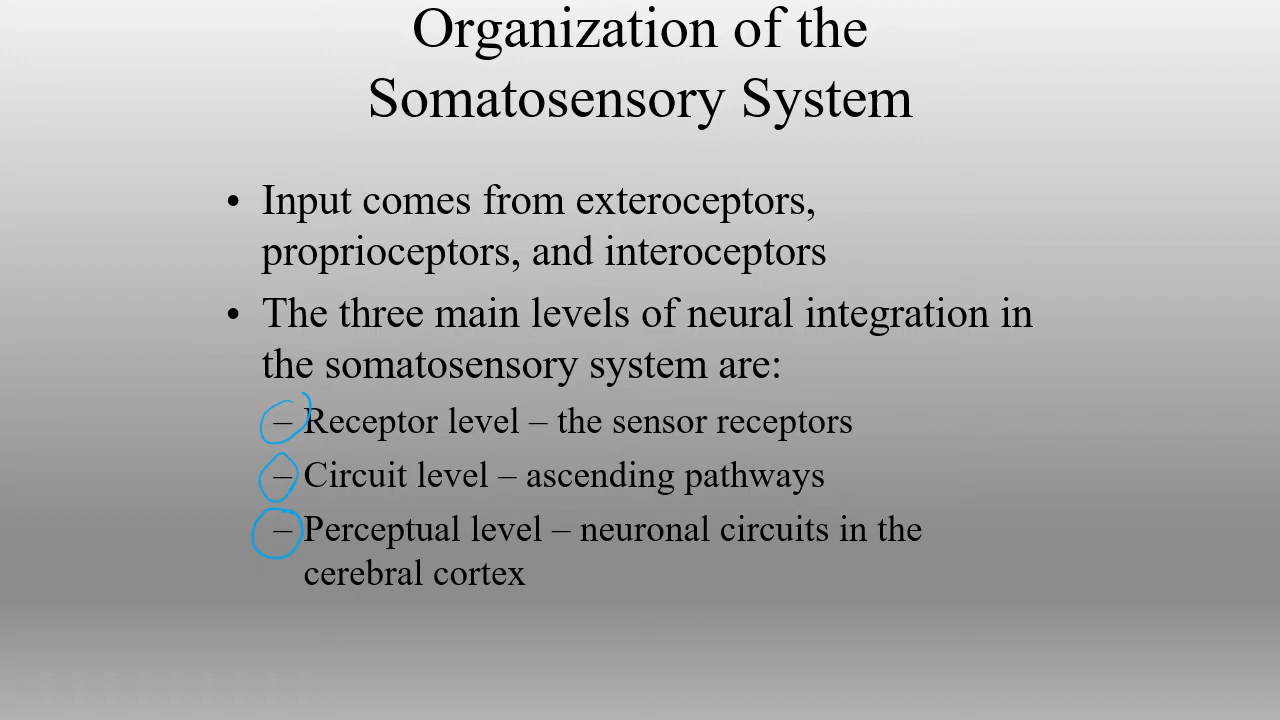 Organization of the
Somatosensory System
• Input comes from exteroceptors,
proprioceptors, and interoceptors
• The three main levels of neural integration in
the somatosensory system are:
– Receptor level – the sensor receptors
– Circuit level – ascending pathways
– Perceptual level – neuronal circuits in the
cerebral cortex